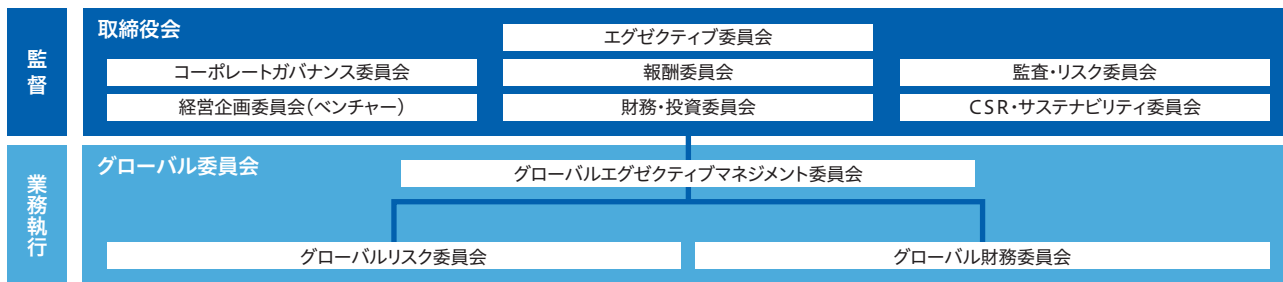 監督
取締役会
エグゼクティブ委員会
コーポレートガバナンス委員会
報酬委員会
監査・リスク委員会
経営企画委員会(ベンチャー)
財務・投資委員会
CSR・サステナビリティ委員会
業務執行
グローバル委員会
グローバルエグゼクティブマネジメント委員会
グローバルリスク委員会
グローバル財務委員会